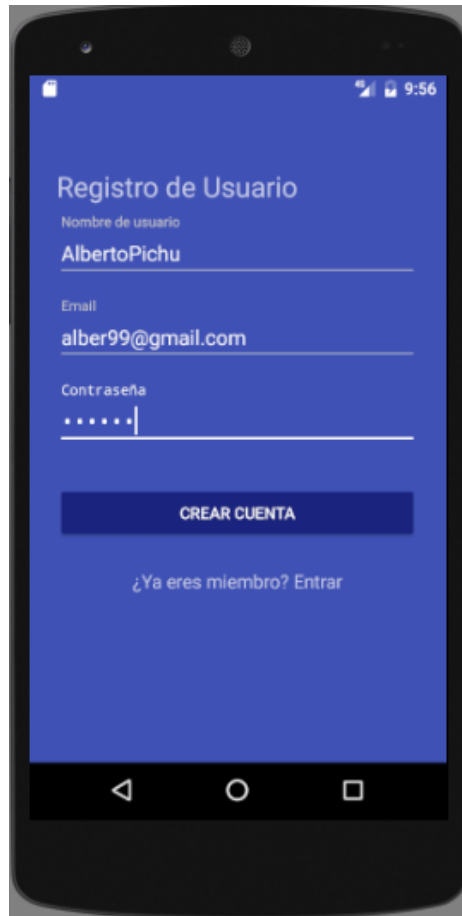 4G 9:56
Registro de Usuario
Nombre de usuario
AlbertoPichu
Email
alber99@gmail.com
Contraseña
••••••
CREAR CUENTA
¿Ya eres miembro? Entrar